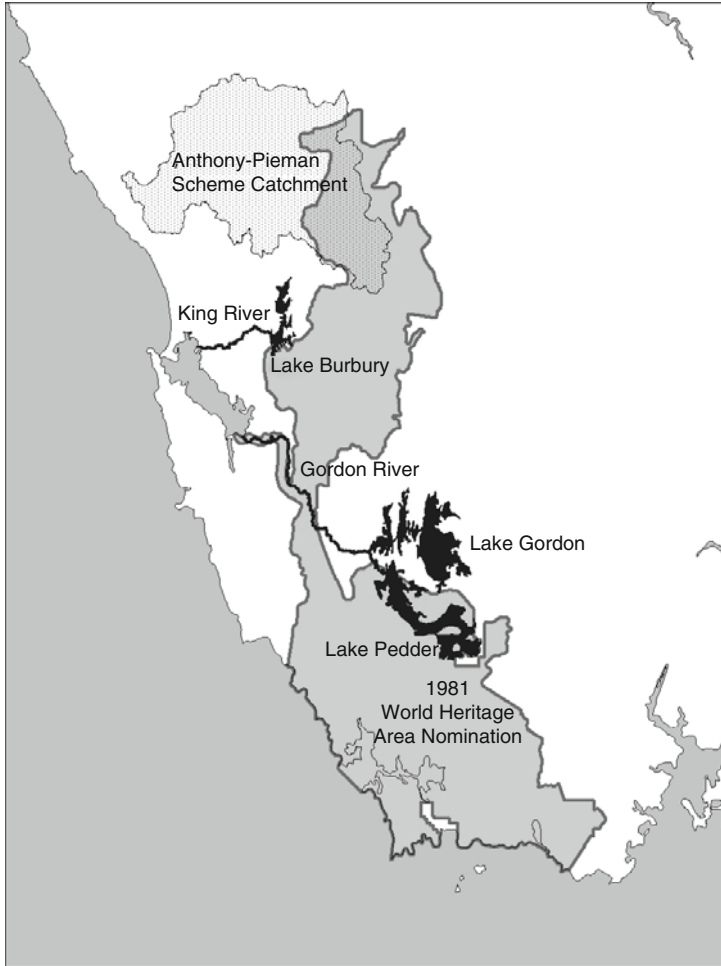 Anthony-Pieman
Scheme Catchment
King River
Lake Burbury
Gordon River
Lake Gordon
Lake Pedder
1981
World Heritage
Area Nomination